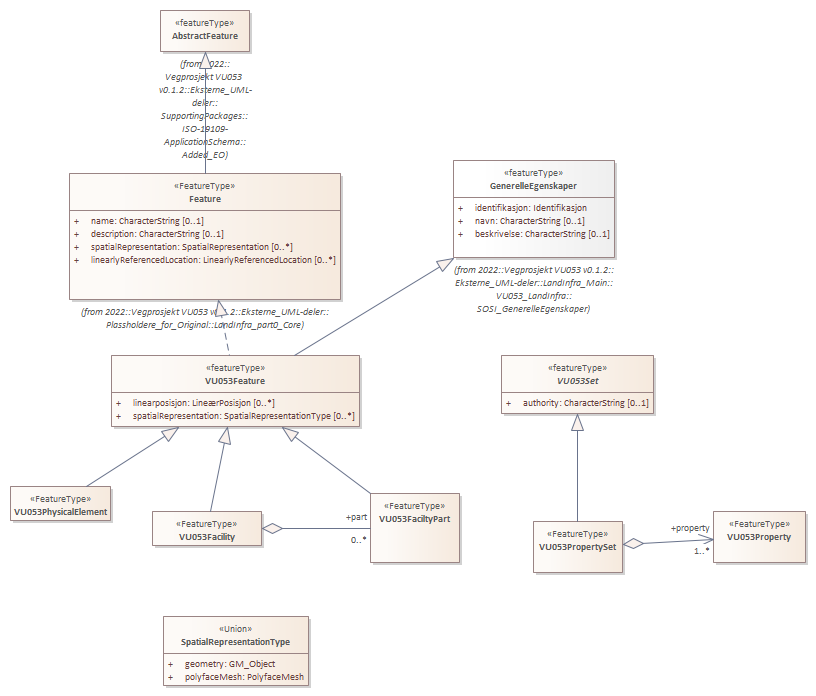 «featureType»
AbstractFeature
(from 2022::
Vegprosjekt VU053
v0.1.2::Eksterne_UML-
deler::
SupportingPackages::
ISO-19109-
ApplicationSchema::
Added_EO)
«FeatureType»
Feature
+ name: CharacterString [0..1]
+ description: CharacterString [0..1]
+ spatialRepresentation: SpatialRepresentation [0..*]
+ linearlyReferencedLocation: LinearlyReferencedLocation [0..*]
(from 2022::Vegprosjekt VU053 v0.1.2::Eksterne_UML-deler::
Plassholdere_for_Original::LandInfra_part0_Core)
«featureType»
GenerelleEgenskaper
+ identifikasjon: Identifikasjon
+ navn: CharacterString [0..1]
+ beskrivelse: CharacterString [0..1]
(from 2022::Vegprosjekt VU053 v0.1.2::
Eksterne_UML-deler::LandInfra_Main::
VU053_LandInfra::
SOSI_GenerelleEgenskaper)
«featureType»
VU053Feature
+ linearposisjon: LineærPosisjon [0..*]
+ spatialRepresentation: SpatialRepresentationType [0..*]
«featureType»
VU053Set
+ authority: CharacterString [0..1]
«FeatureType»
VU053PhysicalElement
«FeatureType»
VU053Facility
+part
0..*
«FeatureType»
VU053FaciltyPart
«FeatureType»
VU053PropertySet
+property
1..*
«FeatureType»
VU053Property
«Union»
SpatialRepresentationType
+ geometry: GM_Object
+ polyfaceMesh: PolyfaceMesh